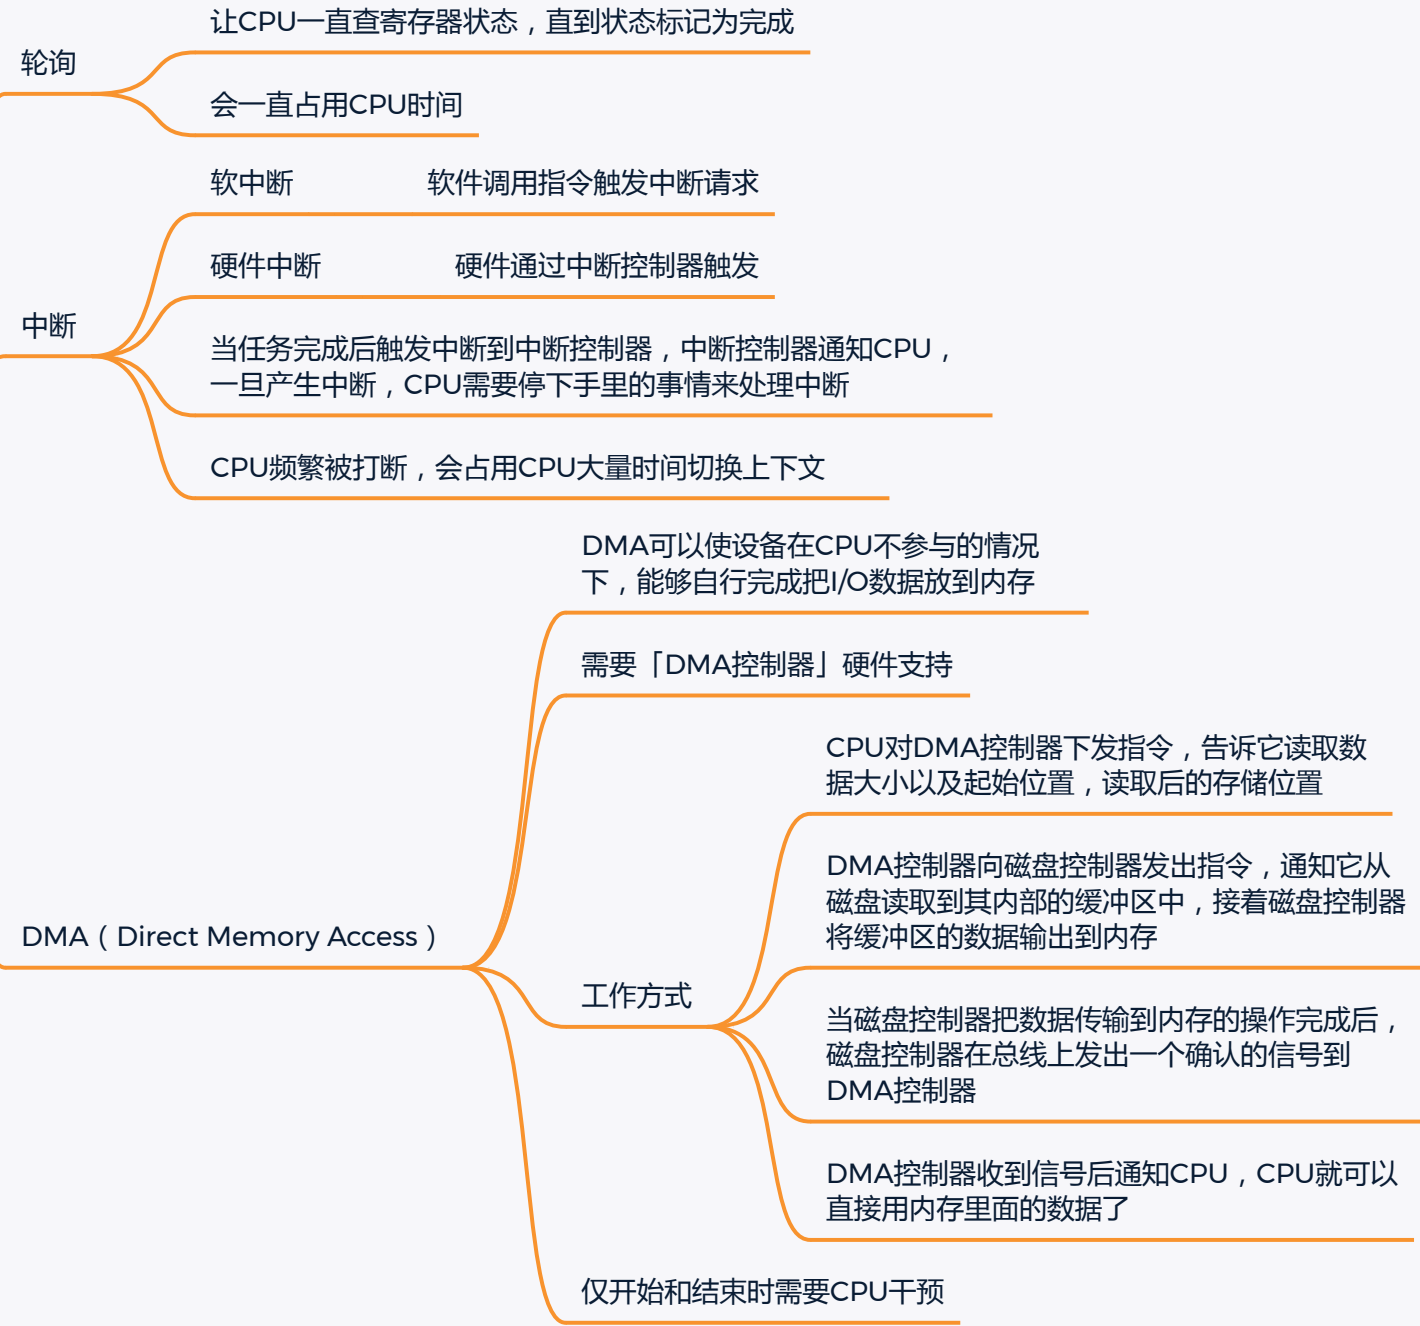 轮询
让CPU一直查寄存器状态，直到状态标记为完成
会一直占用CPU时间
中断
软中断
软件调用指令触发中断请求
硬件中断
硬件通过中断控制器触发
当任务完成后触发中断到中断控制器，中断控制器通知CPU，
一旦产生中断，CPU需要停下手里的事情来处理中断
CPU频繁被打断，会占用CPU大量时间切换上下文
DMA（Direct Memory Access）
DMA可以使设备在CPU不参与的情况
下，能够自行完成把I/O数据放到内存
需要「DMA控制器」硬件支持
工作方式
CPU对DMA控制器下发指令，告诉它读取数
据大小以及起始位置，读取后的存储位置
DMA控制器向磁盘控制器发出指令，通知它从
磁盘读取到其内部的缓冲区中，接着磁盘控制器
将缓冲区的数据输出到内存
当磁盘控制器把数据传输到内存的操作完成后，
磁盘控制器在总线上发出一个确认的信号到
DMA控制器
DMA控制器收到信号后通知CPU，CPU就可以
直接用内存里面的数据了
仅开始和结束时需要CPU干预